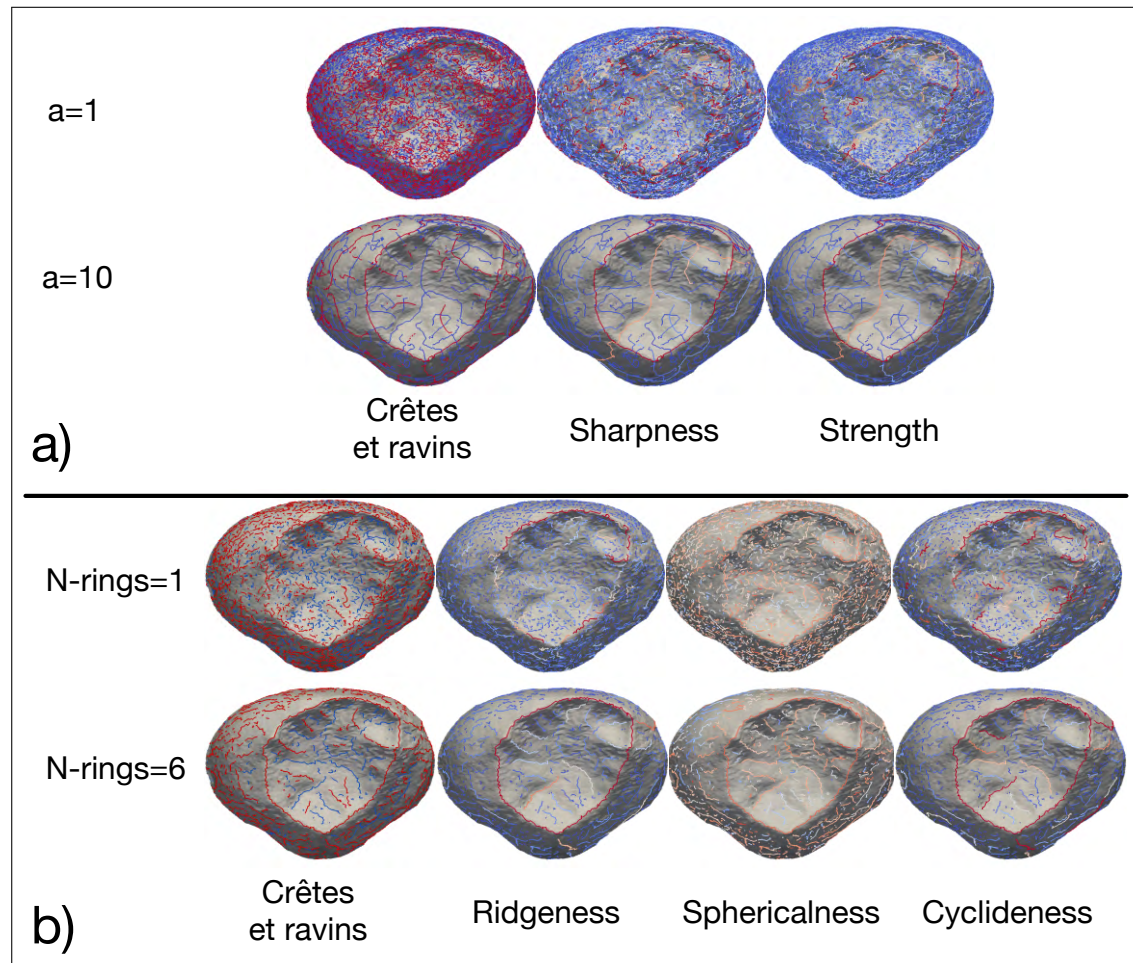 a=1
a=10
Crêtes
et ravins
Sharpness
Strength
a)
N-rings=1
N-rings=6
Crêtes
et ravins
Ridgeness
Sphericalness
Cyclideness
b)